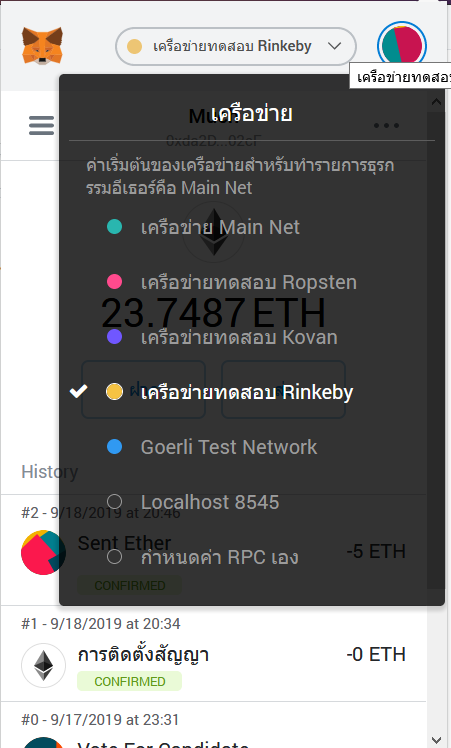 เครือข่ายทดสอบ Rinkeby
เครือข่ายทดสอบ
เครือข่าย
ค่าเริ่มต้นของเครือข่ายสำหรับทำรายการธุรก
รรมอีเธอร์คือ Main Net
เครือข่าย Main Net
เครือข่ายทดสอบ Ropsten
23.7487 ETH
เครือข่ายทดสอบ Kovan
เครือข่ายทดสอบ Rinkeby
Goerli Test Network
History
Localhost 8545
#2 - 9/18/2019 at 20:46
Sent Ether
-5 ETH
กำหนดค่า RPC เอง
CONFIRMED
#1 - 9/18/2019 at 20:34
การติดตั้งสัญญา
-0 ETH
CONFIRMED
#0 - 9/17/2019 at 23:31
Vote For Candidate